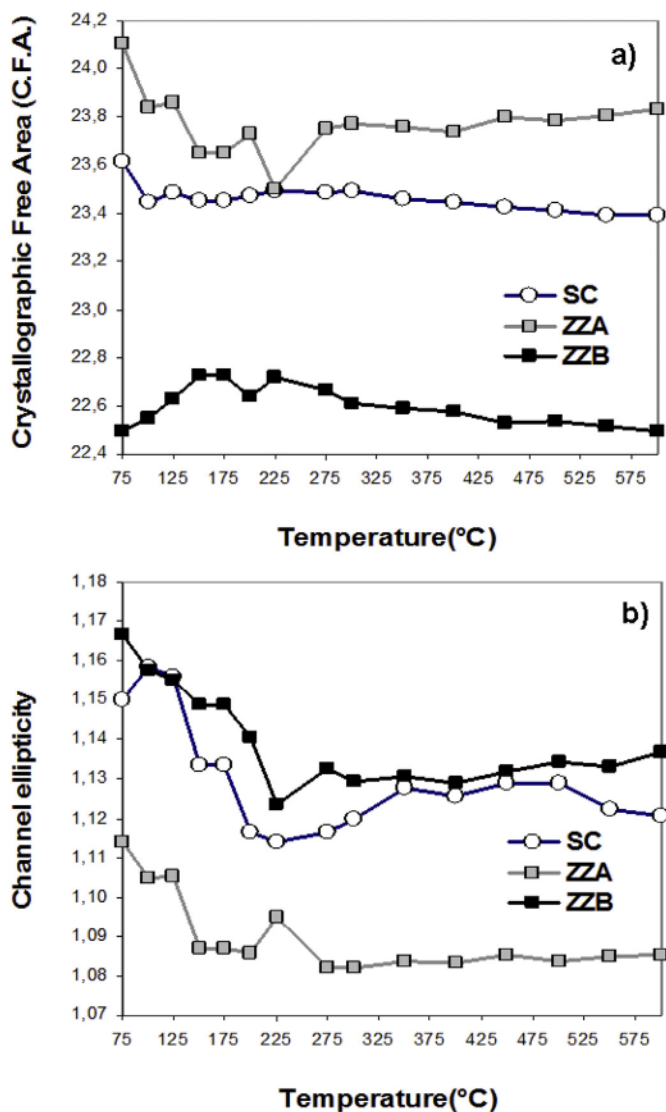 Crystallographic Free Area (C.F.A.)
24,2
24,0
23,8
23,6
23,4
23,2
23,0
22,8
22,6
22,4
a)
SC
ZZA
ZZB
75 125 175 225 275 325 375 425 475 525 575
Temperature(°C)
Channel ellipticity
1,18
1,17
1,16
1,15
1,14
1,13
1,12
1,11
1,10
1,09
1,08
1,07
b)
SC
ZZA
ZZB
75 125 175 225 275 325 375 425 475 525 575
Temperature(°C)